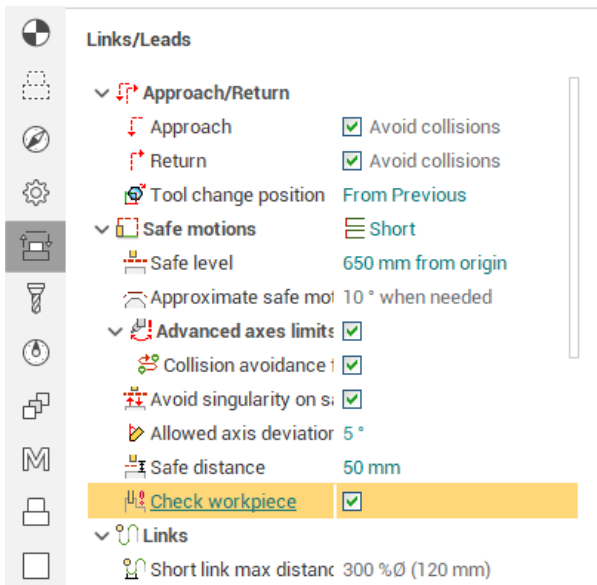 Links/Leads
Approach/Return
Approach Avoid collisions
Return Avoid collisions
Tool change position From Previous
Safe motions Short
Safe level 650 mm from origin
Approximate safe mot 10 ° when needed
Advanced axes limits
Collision avoidance f
Avoid singularity on sa
Allowed axis deviation 5 °
Safe distance 50 mm
Check workpiece
Links
Short link max distanc 300 %Ø (120 mm)